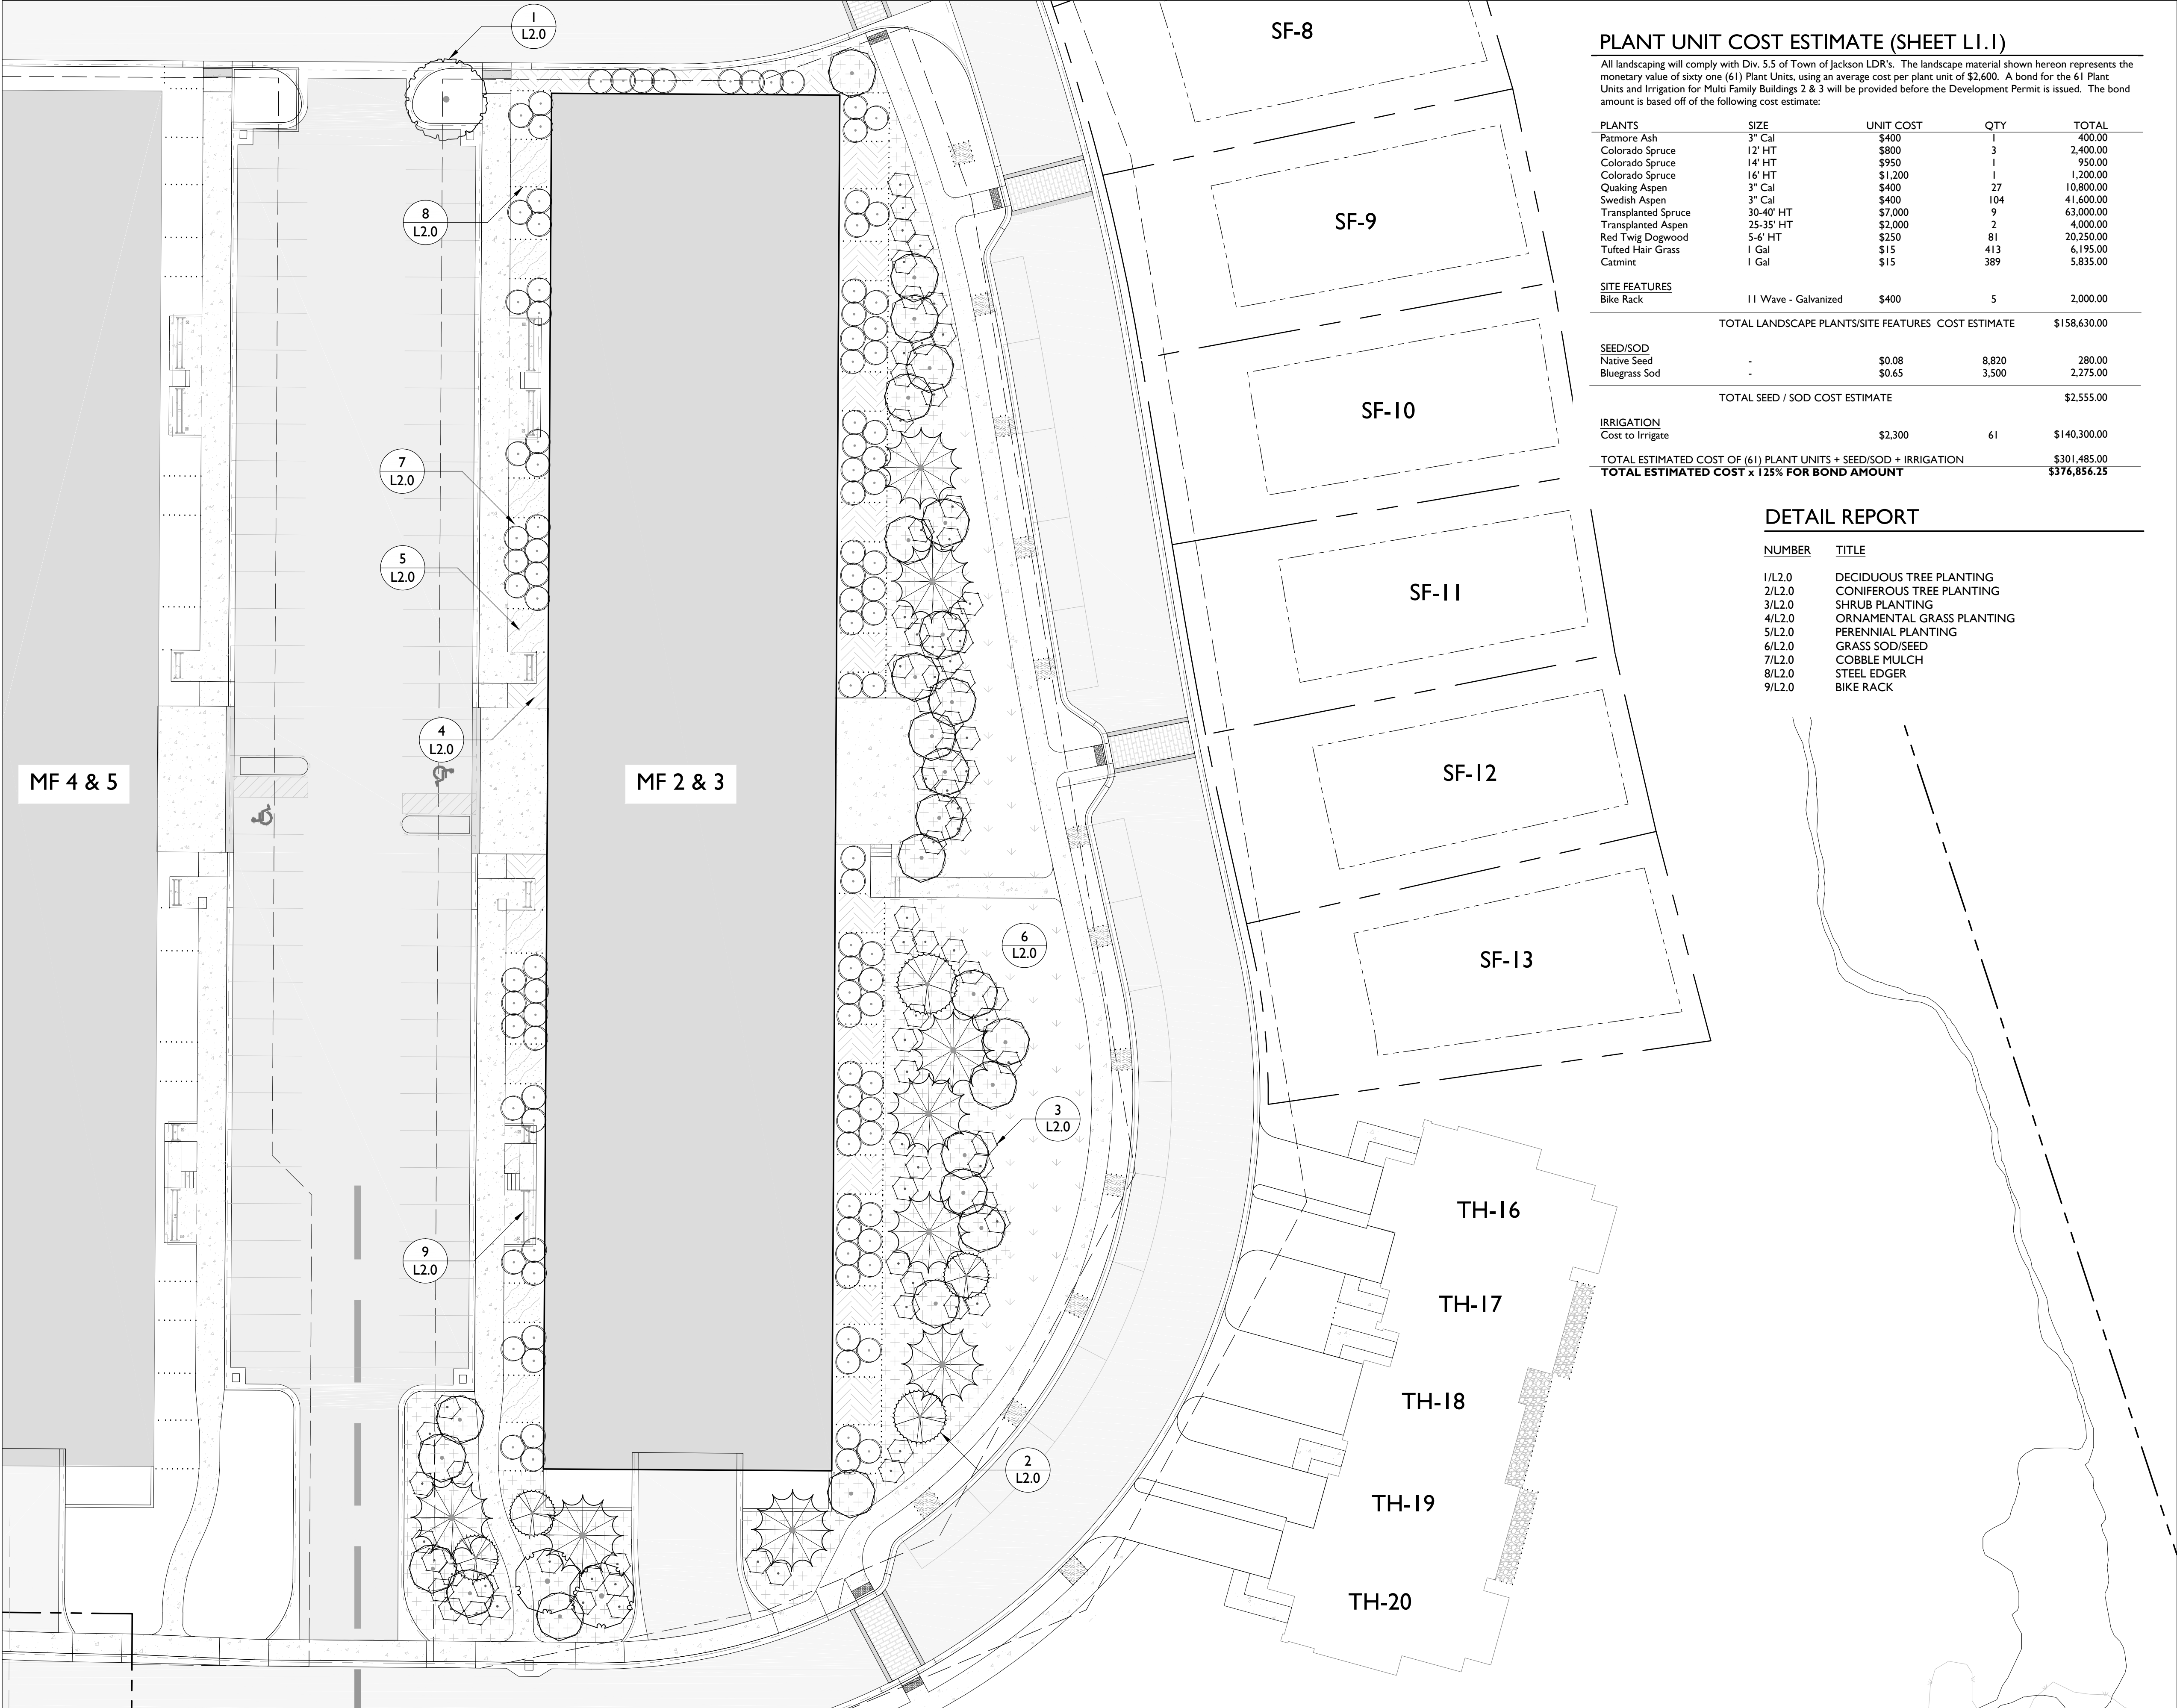 1
L2.0
SF-8
8
L2.0
SF-9
SF-10
7
L2.0
5
L2.0
SF-11
4
L2.0
MF 4 & 5
MF 2 & 3
SF-12
6
L2.0
SF-13
3
L2.0
TH-16
9
L2.0
TH-17
TH-18
2
L2.0
TH-19
TH-20
PLANT UNIT COST ESTIMATE (SHEET L1.1)
All landscaping will comply with Div. 5.5 of Town of Jackson LDR's. The landscape material shown hereon represents the
monetary value of sixty one (61) Plant Units, using an average cost per plant unit of $2,600. A bond for the 61 Plant
Units and Irrigation for Multi Family Buildings 2 & 3 will be provided before the Development Permit is issued. The bond
amount is based off of the following cost estimate:
PLANTS SIZE UNIT COST QTY TOTAL
Patmore Ash 3" Cal $400 1 400.00
Colorado Spruce 12' HT $800 3 2,400.00
Colorado Spruce 14' HT $950 1 950.00
Colorado Spruce 16' HT $1,200 1 1,200.00
Quaking Aspen 3" Cal $400 27 10,800.00
Swedish Aspen 3" Cal $400 104 41,600.00
Transplanted Spruce 30-40' HT $7,000 9 63,000.00
Transplanted Aspen 25-35' HT $2,000 2 4,000.00
Red Twig Dogwood 5-6' HT $250 81 20,250.00
Tufted Hair Grass 1 Gal $15 413 6,195.00
Catmint 1 Gal $15 389 5,835.00
SITE FEATURES
Bike Rack 11 Wave - Galvanized $400 5 2,000.00
TOTAL LANDSCAPE PLANTS/SITE FEATURES COST ESTIMATE $158,630.00
SEED/SOD
Native Seed - $0.08 8,820 280.00
Bluegrass Sod - $0.65 3,500 2,275.00
TOTAL SEED / SOD COST ESTIMATE $2,555.00
IRRIGATION
Cost to Irrigate $2,300 61 $140,300.00
TOTAL ESTIMATED COST OF (61) PLANT UNITS + SEED/SOD + IRRIGATION $301,485.00
TOTAL ESTIMATED COST x 125% FOR BOND AMOUNT $376,856.25
DETAIL REPORT
NUMBER TITLE
1/L2.0 DECIDUOUS TREE PLANTING
2/L2.0 CONIFEROUS TREE PLANTING
3/L2.0 SHRUB PLANTING
4/L2.0 ORNAMENTAL GRASS PLANTING
5/L2.0 PERENNIAL PLANTING
6/L2.0 GRASS SOD/SEED
7/L2.0 COBBLE MULCH
8/L2.0 STEEL EDGER
9/L2.0 BIKE RACK